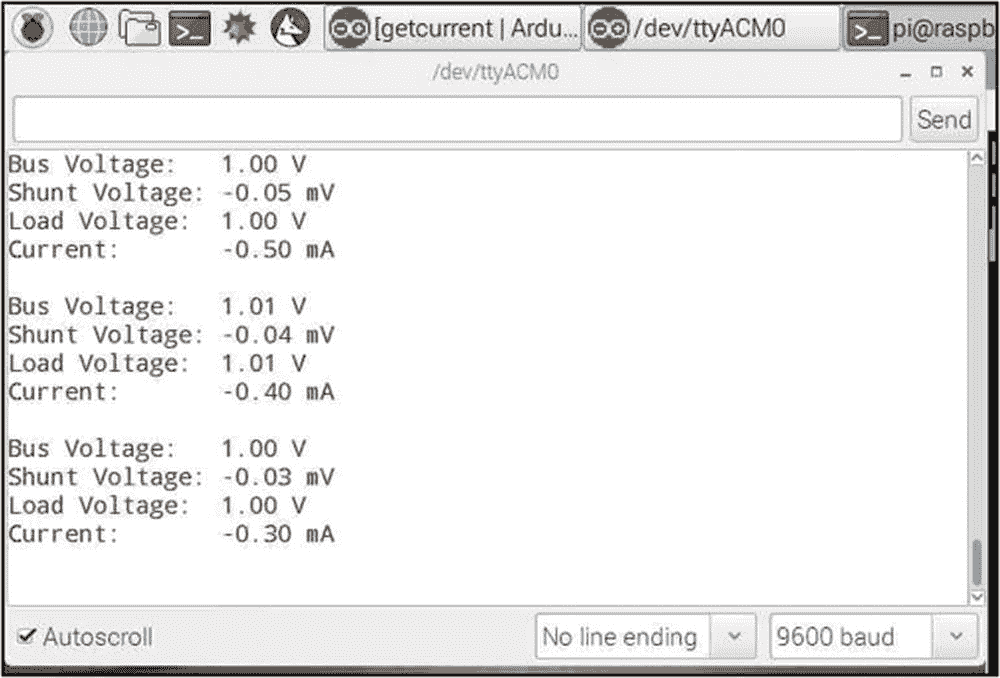 [getcurrent | Ardu... /dev/ttyACM0 pi@raspb
/dev/ttyACM0
Send
Bus Voltage: 1.00 V
Shunt Voltage: -0.05 mV
Load Voltage: 1.00 V
Current: -0.50 mA
Bus Voltage: 1.01 V
Shunt Voltage: -0.04 mV
Load Voltage: 1.01 V
Current: -0.40 mA
Bus Voltage: 1.00 V
Shunt Voltage: -0.03 mV
Load Voltage: 1.00 V
Current: -0.30 mA
Autoscroll No line ending 9600 baud